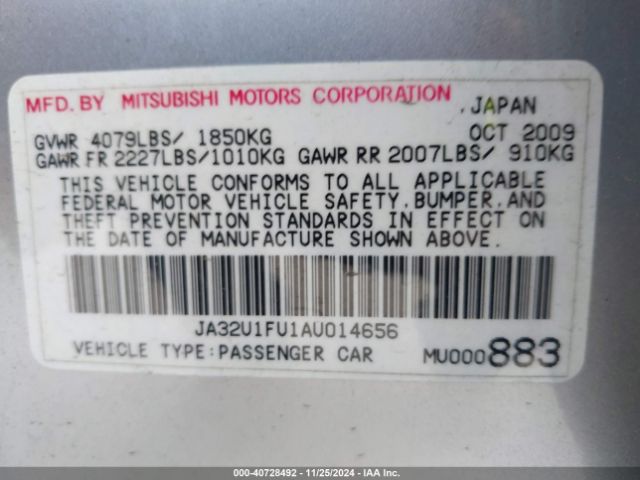 MFD. BY MITSUBISHI MOTORS CORPORATION , JAPAN
GVWR 4079LBS/ 1850KG OCT 2009
GAWR FR 2227LBS/1010KG GAWR RR 2007LBS/ 910KG
THIS VEHICLE CONFORMS TO ALL APPLICABLE
FEDERAL MOTOR VEHICLE SAFETY, BUMPER, AND
THEFT PREVENTION STANDARDS IN EFFECT ON
THE DATE OF MANUFACTURE SHOWN ABOVE.
JA32U1FU1AU014656
VEHICLE TYPE:PASSENGER CAR MU000883
000-40728492 - 11/25/2024 - IAA Inc.